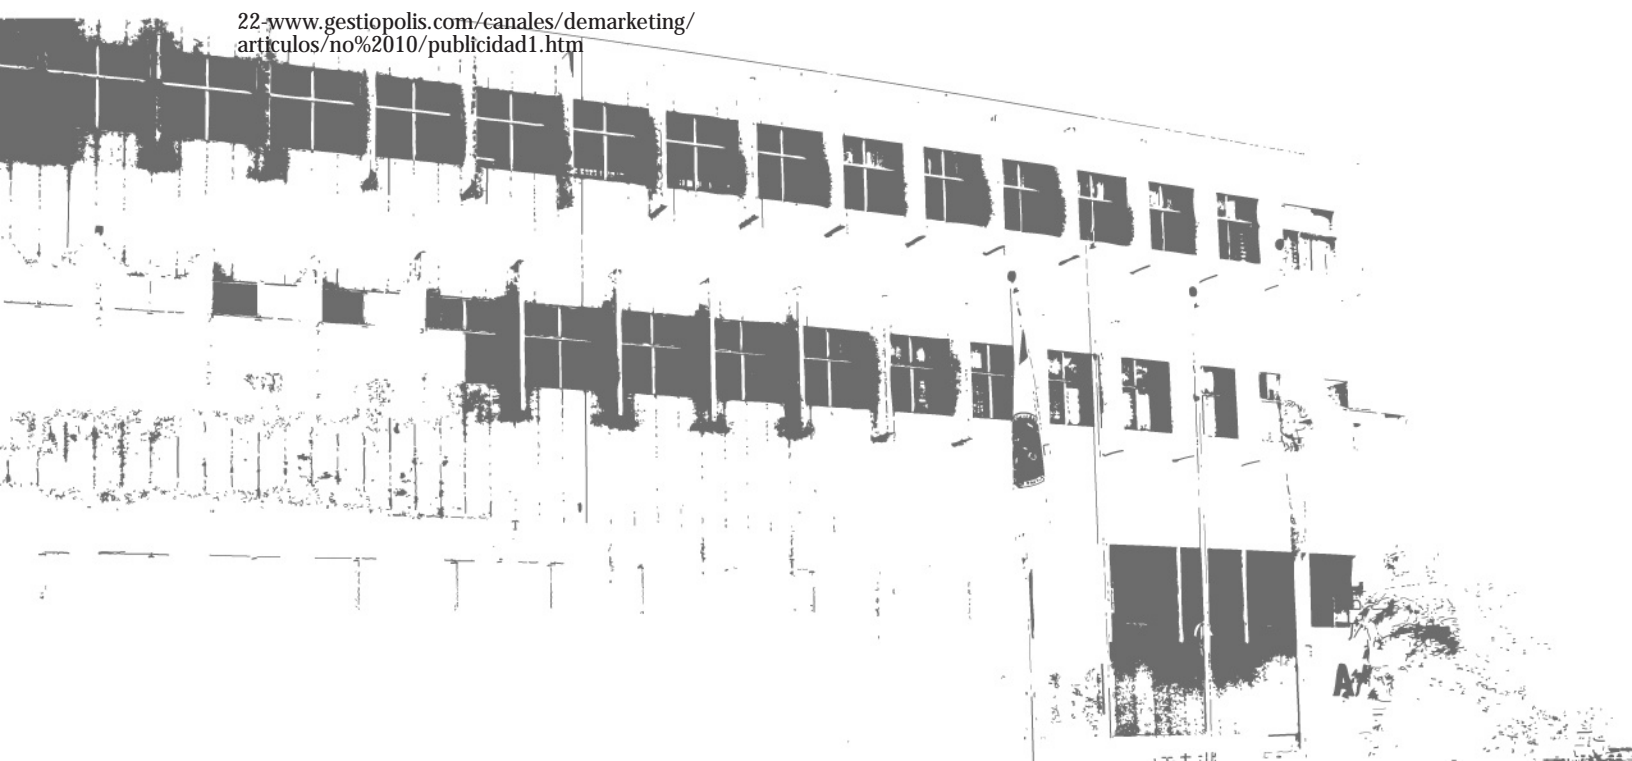 22-www.gestiopolis.com/canales/demarketing/
articulos/no%2010/publicidad1.htm